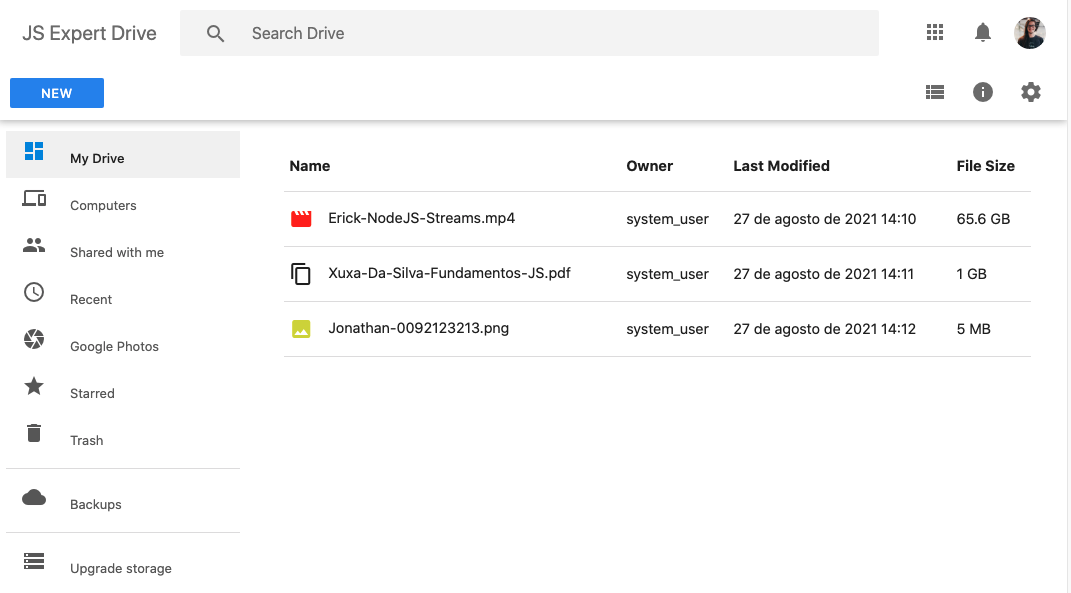 JS Expert Drive
Search Drive
NEW
My Drive
Computers
Shared with me
Recent
Google Photos
Starred
Trash
Backups
Upgrade storage
Name Owner Last Modified File Size
Erick-NodeJS-Streams.mp4 system_user 27 de agosto de 2021 14:10 65.6 GB
Xuxa-Da-Silva-Fundamentos-JS.pdf system_user 27 de agosto de 2021 14:11 1 GB
Jonathan-0092123213.png system_user 27 de agosto de 2021 14:12 5 MB